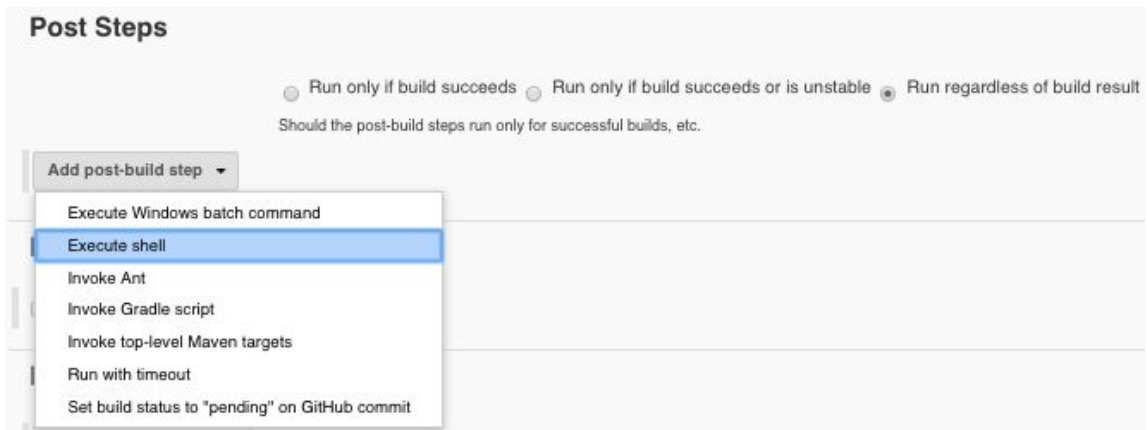 Post Steps
Run only if build succeeds Run only if build succeeds or is unstable Run regardless of build result
Should the post-build steps run only for successful builds, etc.
Add post-build step
Execute Windows batch command
Execute shell
Invoke Ant
Invoke Gradle script
Invoke top-level Maven targets
Run with timeout
Set build status to "pending" on GitHub commit